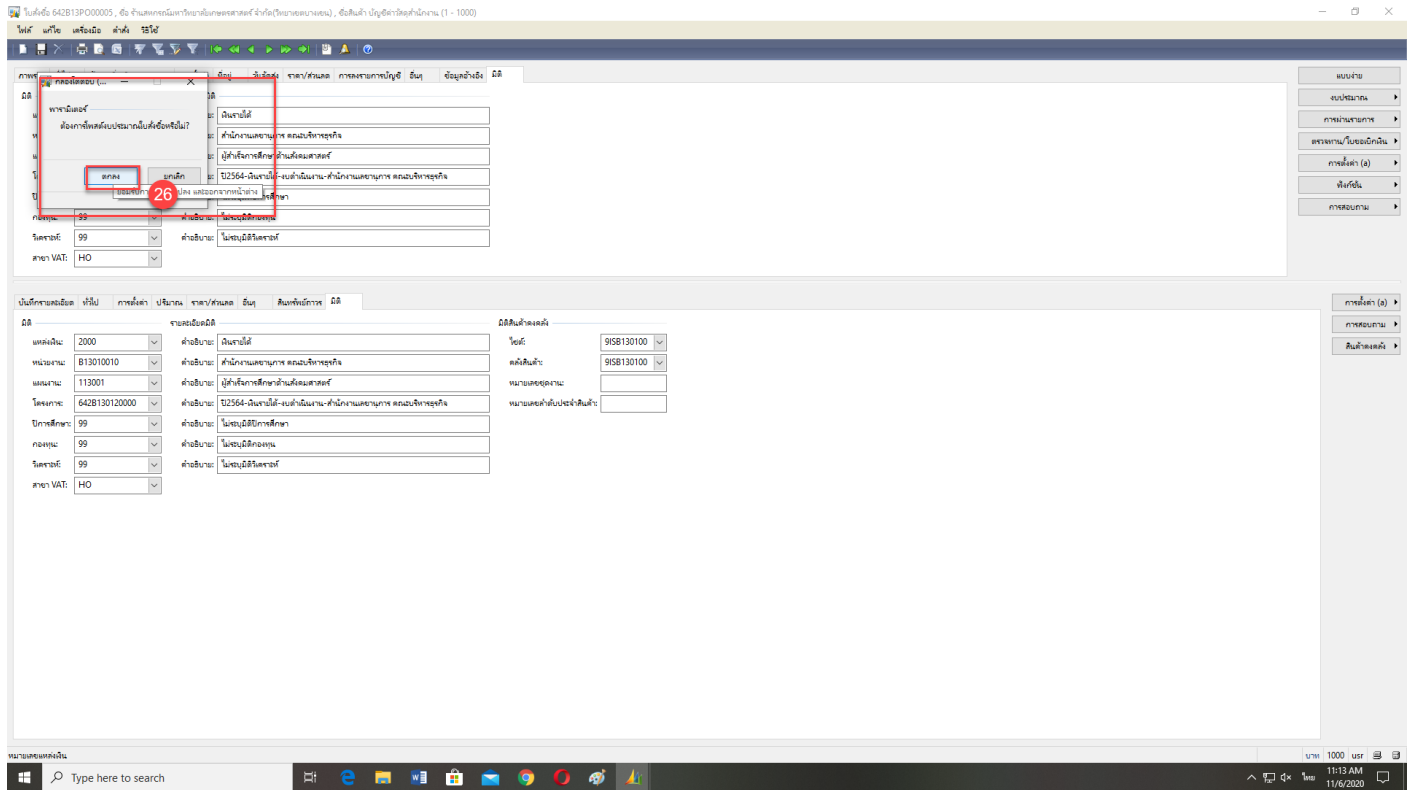 ใบสั่งซื้อ 642B13PO00005 , ชื่อ ร้านสหกรณ์มหาวิทยาลัยเกษตรศาสตร์ จำกัด(วิทยาเขตบางเขน) , ชื่อสินค้า บัญชีค่าวัสดุสำนักงาน (1 - 1000)
ไฟล์ แก้ไข เครื่องมือ คำสั่ง วิธีใช้
ที่อยู่ วันจัดส่ง ราคา/ส่วนลด การลงรายการบัญชี อื่นๆ ข้อมูลอ้างอิง มิติ
กล่องโต้ตอบ (...
พารามิเตอร์
ต้องการโพสต์งบประมาณใบสั่งซื้อหรือไม่?
ตกลง ยกเลิก
26
มิติ
เงินรายได้
สำนักงานเลขานุการ คณะบริหารธุรกิจ
ผู้สำเร็จการศึกษาด้านสังคมศาสตร์
ปี2564-เงินรายได้-งบดำเนินงาน-สำนักงานเลขานุการ คณะบริหารธุรกิจ
กองทุน: 99 คำอธิบาย: ไม่ระบุมิติกองทุน
วิเคราะห์: 99 คำอธิบาย: ไม่ระบุมิติวิเคราะห์
สาขา VAT: HO
แบบง่าย
งบประมาณ
การผ่านรายการ
ตรวจทาน/ใบขอเบิกเงิน
การตั้งค่า (a)
ฟังก์ชัน
การสอบถาม
บันทึกรายละเอียด ทั่วไป การตั้งค่า ปริมาณ ราคา/ส่วนลด อื่นๆ สินทรัพย์ถาวร มิติ
มิติ รายละเอียดมิติ มิติสินค้าคงคลัง
แหล่งเงิน: 2000 คำอธิบาย: เงินรายได้ ไซต์: 9ISB130100
หน่วยงาน: B13010010 คำอธิบาย: สำนักงานเลขานุการ คณะบริหารธุรกิจ คลังสินค้า: 9ISB130100
แผนงาน: 113001 คำอธิบาย: ผู้สำเร็จการศึกษาด้านสังคมศาสตร์ หมายเลขชุดงาน:
โครงการ: 642B130120000 คำอธิบาย: ปี2564-เงินรายได้-งบดำเนินงาน-สำนักงานเลขานุการ คณะบริหารธุรกิจ หมายเลขลำดับประจำสินค้า:
ปีการศึกษา: 99 คำอธิบาย: ไม่ระบุมิติปีการศึกษา
กองทุน: 99 คำอธิบาย: ไม่ระบุมิติกองทุน
วิเคราะห์: 99 คำอธิบาย: ไม่ระบุมิติวิเคราะห์
สาขา VAT: HO
การตั้งค่า (a)
การสอบถาม
สินค้าคงคลัง
หมายเลขแหล่งเงิน
บาท 1000 usr
Type here to search
ไทย
11:13 AM
11/6/2020